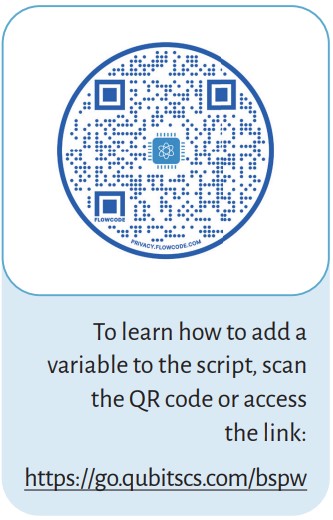 FLOWCODE
PRIVACY.FLOWCODE.COM
To learn how to add a
variable to the script, scan
the QR code or access
the link:
https://go.qubitscs.com/bspw